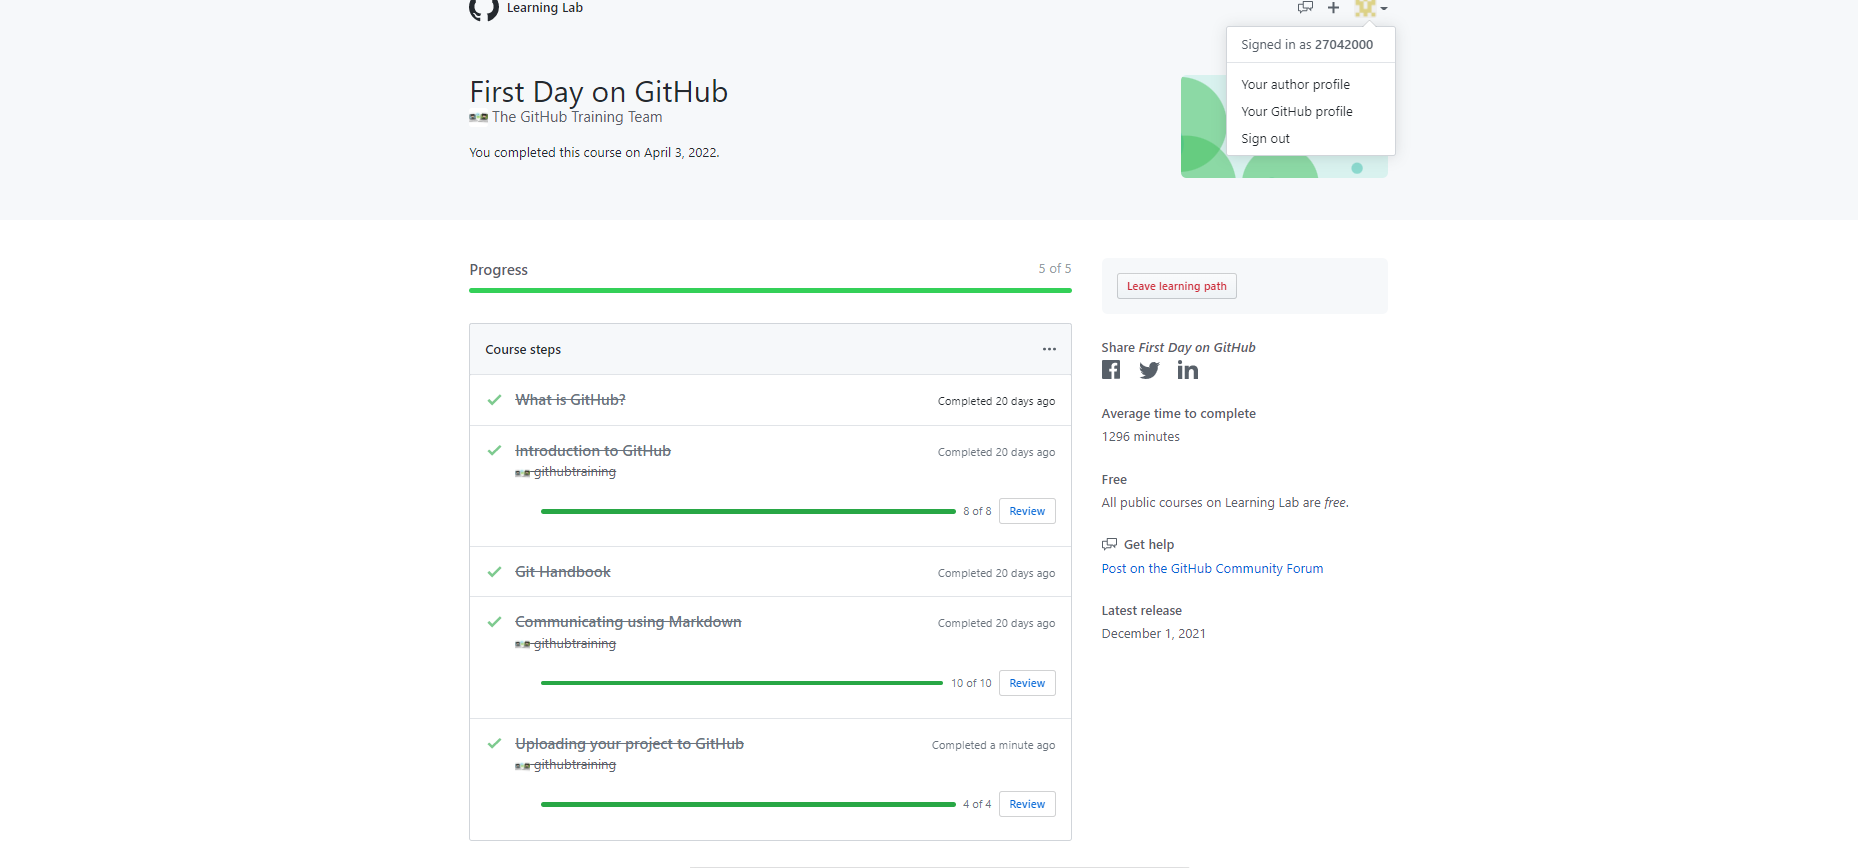 Learning Lab
Signed in as 27042000
Your author profile
Your GitHub profile
Sign out
First Day on GitHub
The GitHub Training Team
You completed this course on April 3, 2022.
Progress
5 of 5
Course steps
What is GitHub?
Completed 20 days ago
Introduction to GitHub
Completed 20 days ago
githubtraining
8 of 8
Review
Git Handbook
Completed 20 days ago
Communicating using Markdown
Completed 20 days ago
githubtraining
10 of 10
Review
Uploading your project to GitHub
Completed a minute ago
githubtraining
4 of 4
Review
Leave learning path
Share First Day on GitHub
Average time to complete
1296 minutes
Free
All public courses on Learning Lab are free.
Get help
Post on the GitHub Community Forum
Latest release
December 1, 2021